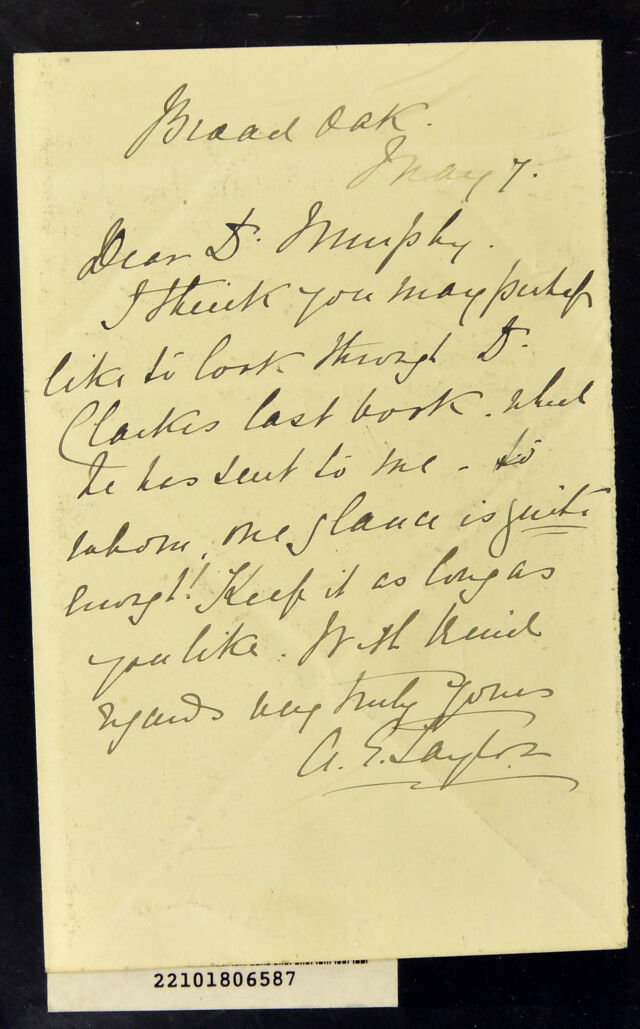 Broad Oak.
May 7.
Dear Dr. Murphy.
I think you may perhaps
like to look through Dr.
Clarkes last book. which
he has sent to me - to
whom, one glance is quite
enough! Keep it as long as
you like. With kind
regards very truly yours
A. E. Taylor
22101806587